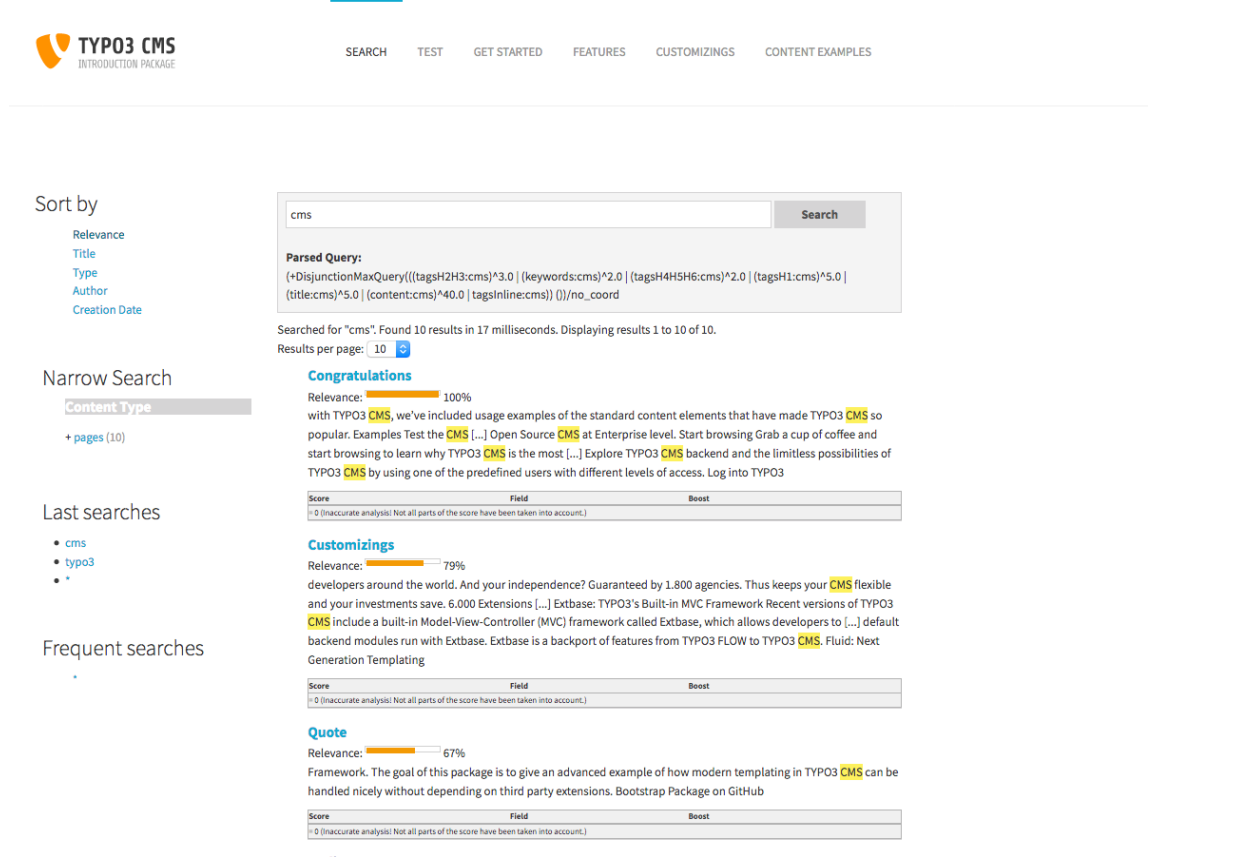 TYPO3 CMS
INTRODUCTION PACKAGE
SEARCH TEST GET STARTED FEATURES CUSTOMIZINGS CONTENT EXAMPLES
Sort by
Relevance
Title
Type
Author
Creation Date
Narrow Search
Content Type
+ pages (10)
Last searches
• cms
• typo3
• *
Frequent searches
*
cms Search
Parsed Query:
(+DisjunctionMaxQuery(((tagsH2H3:cms)^3.0 | (keywords:cms)^2.0 | (tagsH4H5H6:cms)^2.0 | (tagsH1:cms)^5.0 |
(title:cms)^5.0 | (content:cms)^40.0 | tagsInline:cms)) ())/no_coord
Searched for "cms". Found 10 results in 17 milliseconds. Displaying results 1 to 10 of 10.
Results per page: 10
Congratulations
Relevance: 100%
with TYPO3 CMS, we've included usage examples of the standard content elements that have made TYPO3 CMS so
popular. Examples Test the CMS [...] Open Source CMS at Enterprise level. Start browsing Grab a cup of coffee and
start browsing to learn why TYPO3 CMS is the most [...] Explore TYPO3 CMS backend and the limitless possibilities of
TYPO3 CMS by using one of the predefined users with different levels of access. Log into TYPO3
Score Field Boost
= 0 (Inaccurate analysis! Not all parts of the score have been taken into account.)
Customizings
Relevance: 79%
developers around the world. And your independence? Guaranteed by 1.800 agencies. Thus keeps your CMS flexible
and your investments save. 6.000 Extensions [...] Extbase: TYPO3's Built-in MVC Framework Recent versions of TYPO3
CMS include a built-in Model-View-Controller (MVC) framework called Extbase, which allows developers to [...] default
backend modules run with Extbase. Extbase is a backport of features from TYPO3 FLOW to TYPO3 CMS. Fluid: Next
Generation Templating
Score Field Boost
= 0 (Inaccurate analysis! Not all parts of the score have been taken into account.)
Quote
Relevance: 67%
Framework. The goal of this package is to give an advanced example of how modern templating in TYPO3 CMS can be
handled nicely without depending on third party extensions. Bootstrap Package on GitHub
Score Field Boost
= 0 (Inaccurate analysis! Not all parts of the score have been taken into account.)